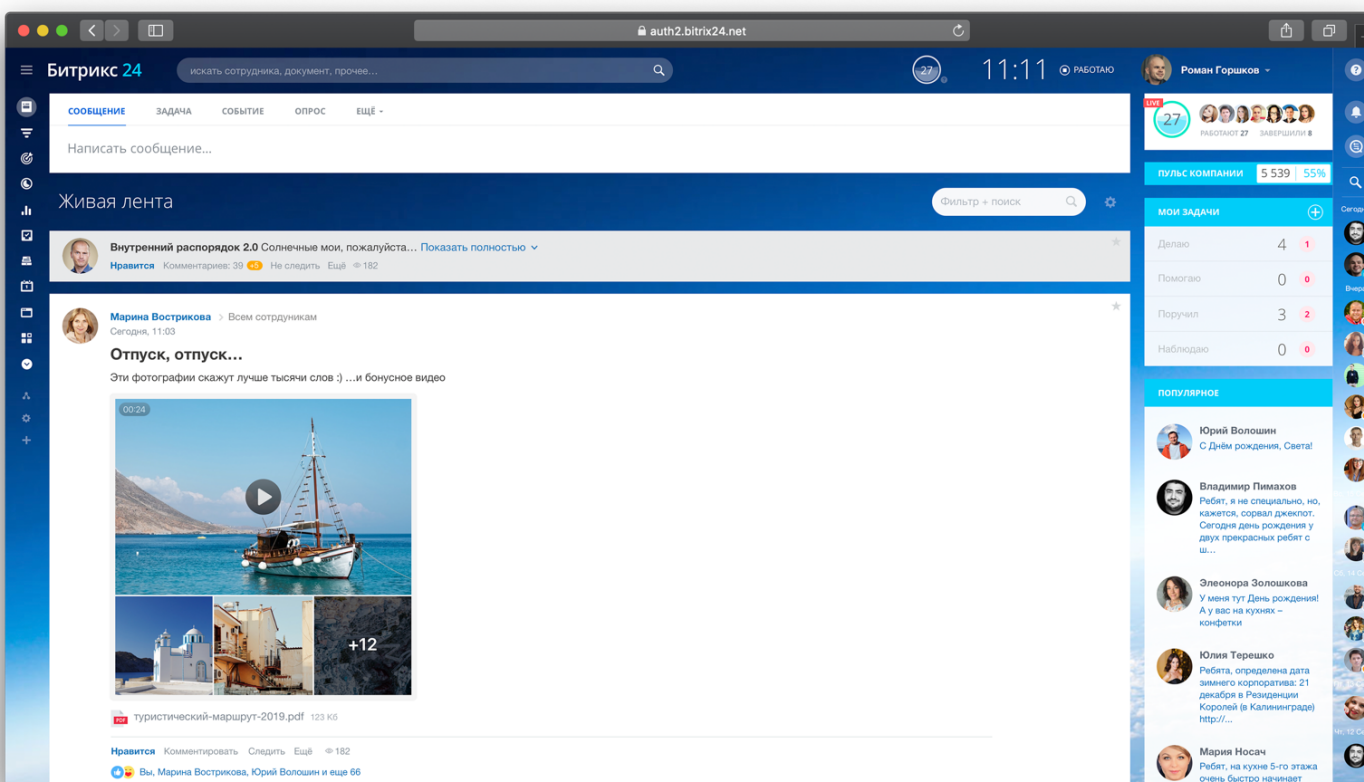 auth2.bitrix24.net
Битрикс 24
искать сотрудника, документ, прочее...
27
11:11
РАБОТАЮ
Роман Горшков
?
СООБЩЕНИЕ ЗАДАЧА СОБЫТИЕ ОПРОС ЕЩЁ
Написать сообщение...
Живая лента
Фильтр + поиск
Внутренний распорядок 2.0 Солнечные мои, пожалуйста... Показать полностью
Нравится Комментариев: 39 +5 Не следить Ещё 182
Марина Вострикова > Всем сотрдуникам
Сегодня, 11:03
Отпуск, отпуск...
Эти фотографии скажут лучше тысячи слов :) ...и бонусное видео
00:24
+12
PDF туристический-маршрут-2019.pdf 123 Кб
Нравится Комментировать Следить Ещё 182
Вы, Марина Вострикова, Юрий Волошин и еще 66
LIVE
27
РАБОТАЮТ 27 ЗАВЕРШИЛИ 8
ПУЛЬС КОМПАНИИ 5 539 55%
МОИ ЗАДАЧИ
Делаю 4 1
Помогаю 0 0
Поручил 3 2
Наблюдаю 0 0
ПОПУЛЯРНОЕ
Юрий Волошин
С Днём рождения, Света!
Владимир Пимахов
Ребят, я не специально, но,
кажется, сорвал джекпот.
Сегодня день рождения у
двух прекрасных ребят с
ш...
Элеонора Золошкова
У меня тут День рождения!
А у вас на кухнях –
конфетки
Юлия Терешко
Ребята, определена дата
зимнего корпоратива: 21
декабря в Резиденции
Королей (в Калининграде)
http://...
Мария Носач
Ребят, на кухне 5-го этажа
очень быстро начинает